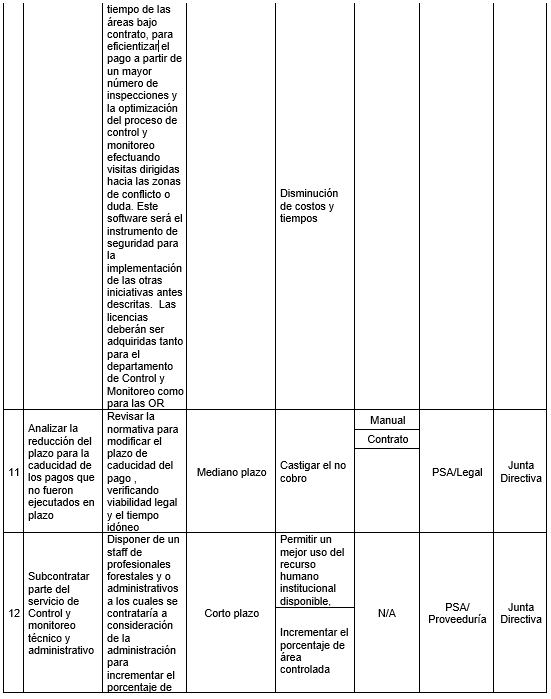 tiempo de las
áreas bajo
contrato, para
eficientizar el
pago a partir de
un mayor
número de
inspecciones y
la optimización
del proceso de
control y
monitoreo
efectuando
visitas dirigidas
hacia las zonas
de conflicto o
duda. Este
software será el
instrumento de
seguridad para
la
implementación
de las otras
iniciativas antes
descritas. Las
licencias
deberán ser
adquiridas tanto
para el
departamento
de Control y
Monitoreo como
para las OR
Disminución
de costos y
tiempos
11
Analizar la
reducción del
plazo para la
caducidad de
los pagos que
no fueron
ejecutados en
plazo
Revisar la
normativa para
modificar el
plazo de
caducidad del
pago ,
verificando
viabilidad legal
y el tiempo
idóneo
Mediano plazo
Castigar el no
cobro
Manual
Contrato
PSA/Legal
Junta
Directiva
12
Subcontratar
parte del
servicio de
Control y
monitoreo
técnico y
administrativo
Disponer de un
staff de
profesionales
forestales y o
administrativos
a los cuales se
contrataría a
consideración
de la
administración
para
incrementar el
porcentaje de
Corto plazo
Permitir un
mejor uso del
recurso
humano
institucional
disponible,
Incrementar el
porcentaje de
área
controlada
N/A
PSA/
Proveeduría
Junta
Directiva